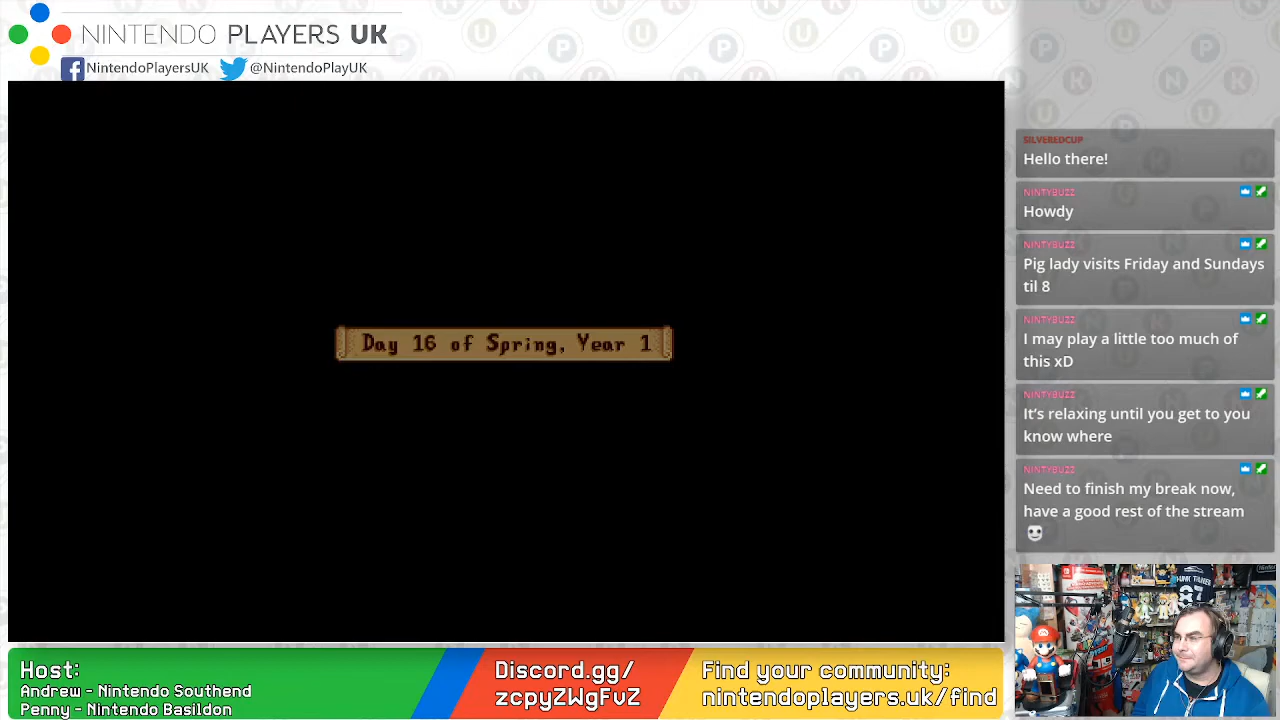 NINTENDO PLAYERS UK
NintendoPlayersUK @NintendoPlayUK
Day 16 of Spring, Year 1
SILVEREDCUP
Hello there!
NINTYBUZZ
Howdy
NINTYBUZZ
Pig lady visits Friday and Sundays
til 8
NINTYBUZZ
I may play a little too much of
this xD
NINTYBUZZ
It's relaxing until you get to you
know where
NINTYBUZZ
Need to finish my break now,
have a good rest of the stream
Host:
Andrew - Nintendo Southend
Penny - Nintendo Basildon
Discord.gg/
zcpyZWgFvZ
Find your community:
nintendoplayers.uk/find
87